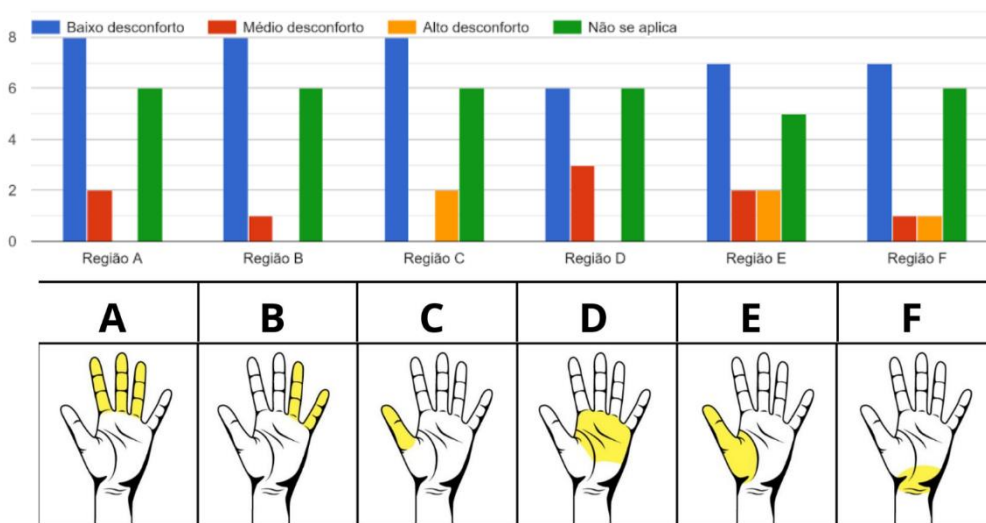 Baixo desconforto Médio desconforto Alto desconforto Não se aplica
8
6
4
2
0
Região A Região B Região C Região D Região E Região F
A B C D E F